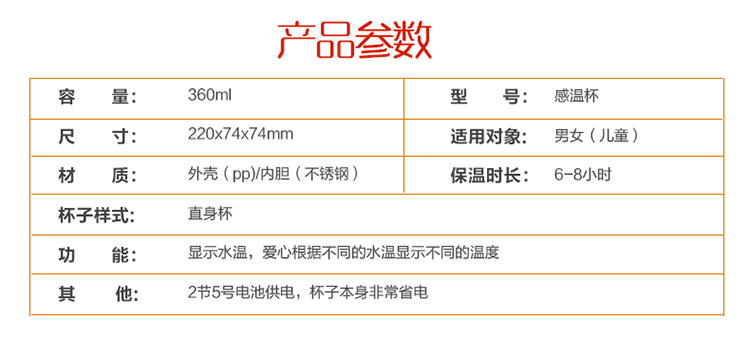 产品参数
容 量： 360ml 型 号： 感温杯
尺 寸： 220x74x74mm 适用对象： 男女（儿童）
材 质： 外壳（pp)/内胆（不锈钢） 保温时长： 6-8小时
杯子样式： 直身杯
功 能： 显示水温，爱心根据不同的水温显示不同的温度
其 他： 2节5号电池供电，杯子本身非常省电